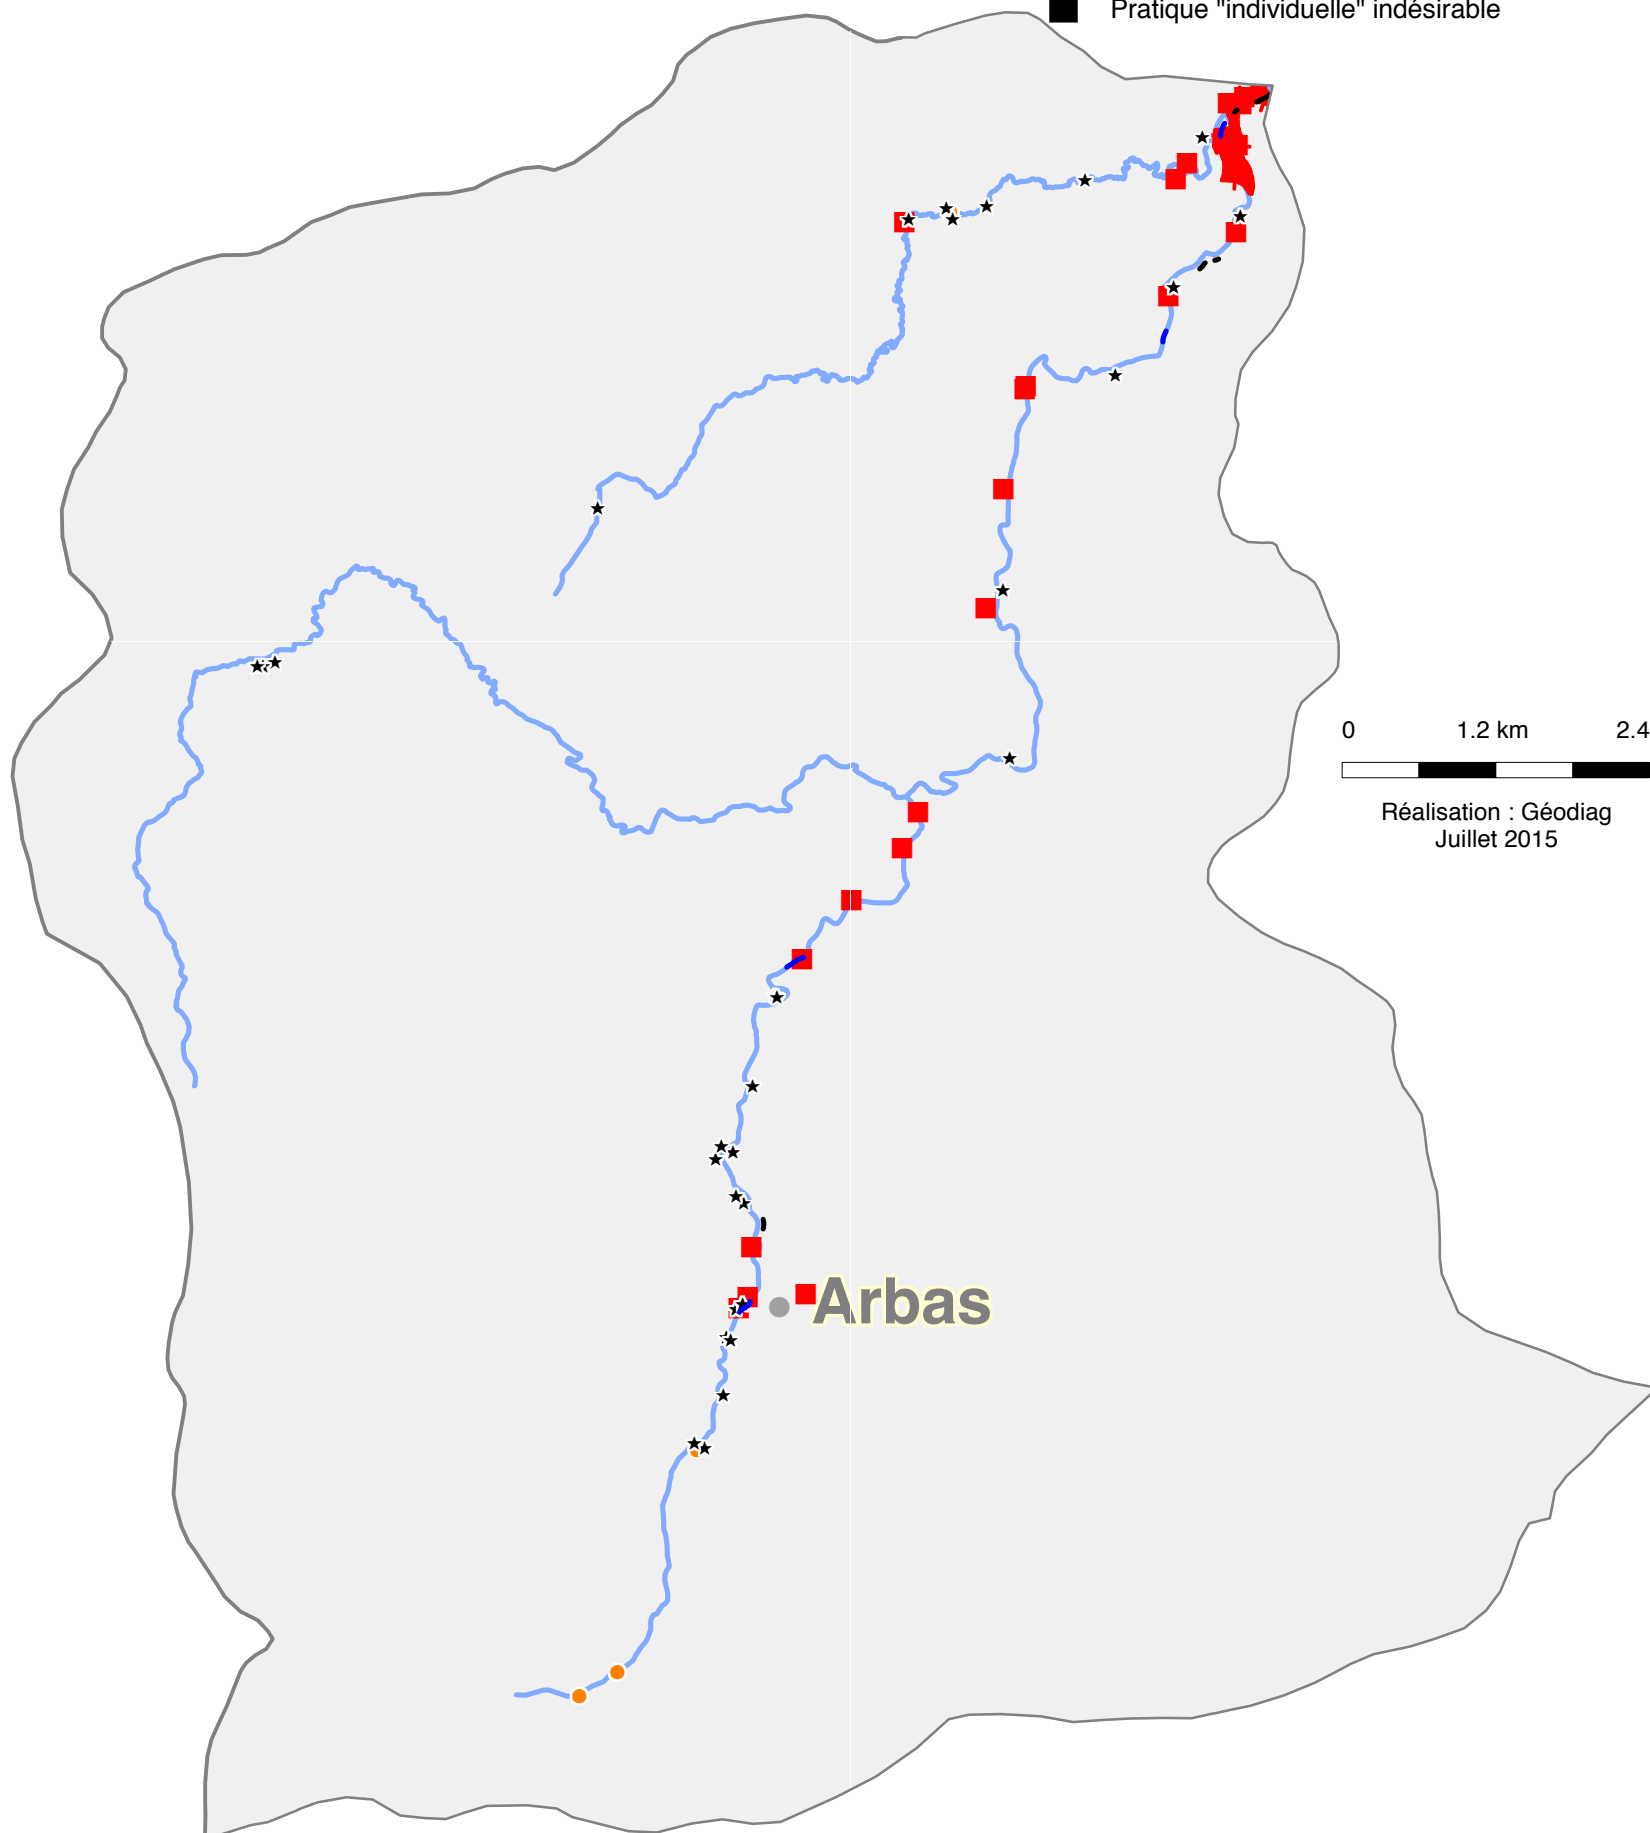 Pratique "individuelle" indésirable
0 1.2 km 2.4
Réalisation : Géodiag
Juillet 2015
Arbas